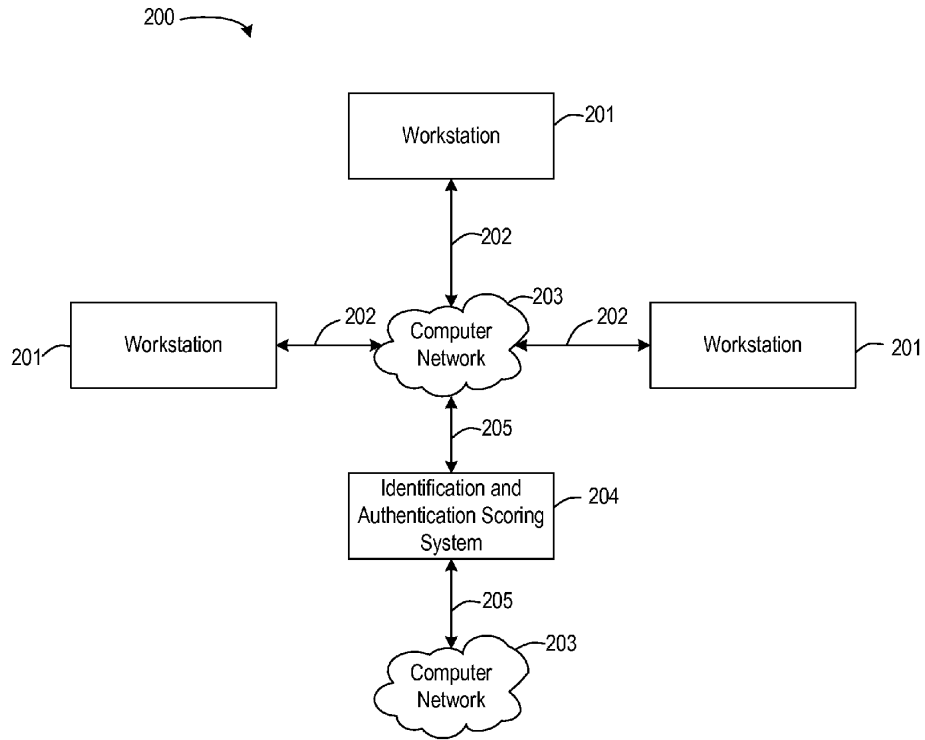 200
Workstation
201
202
203
Computer
Network
201
Workstation
202
202
Workstation
201
205
Identification and
Authentication Scoring
System
204
205
203
Computer
Network